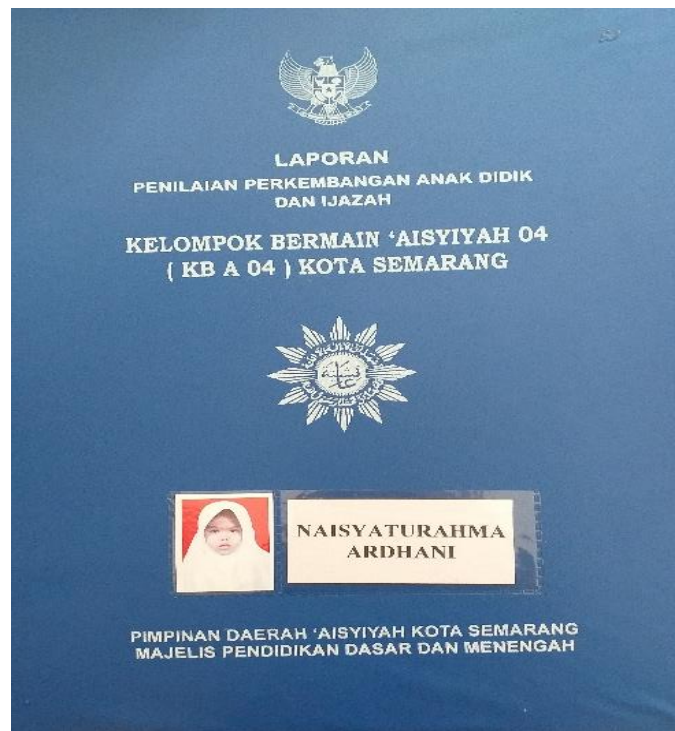 LAPORAN
PENILAIAN PERKEMBANGAN ANAK DIDIK
DAN IJAZAH
KELOMPOK BERMAIN ‘AISYIYAH 04
( KB A 04 ) KOTA SEMARANG
NAISYATURAHMA
ARDHANI
PIMPINAN DAERAH ‘AISYIYAH KOTA SEMARANG
MAJELIS PENDIDIKAN DASAR DAN MENENGAH